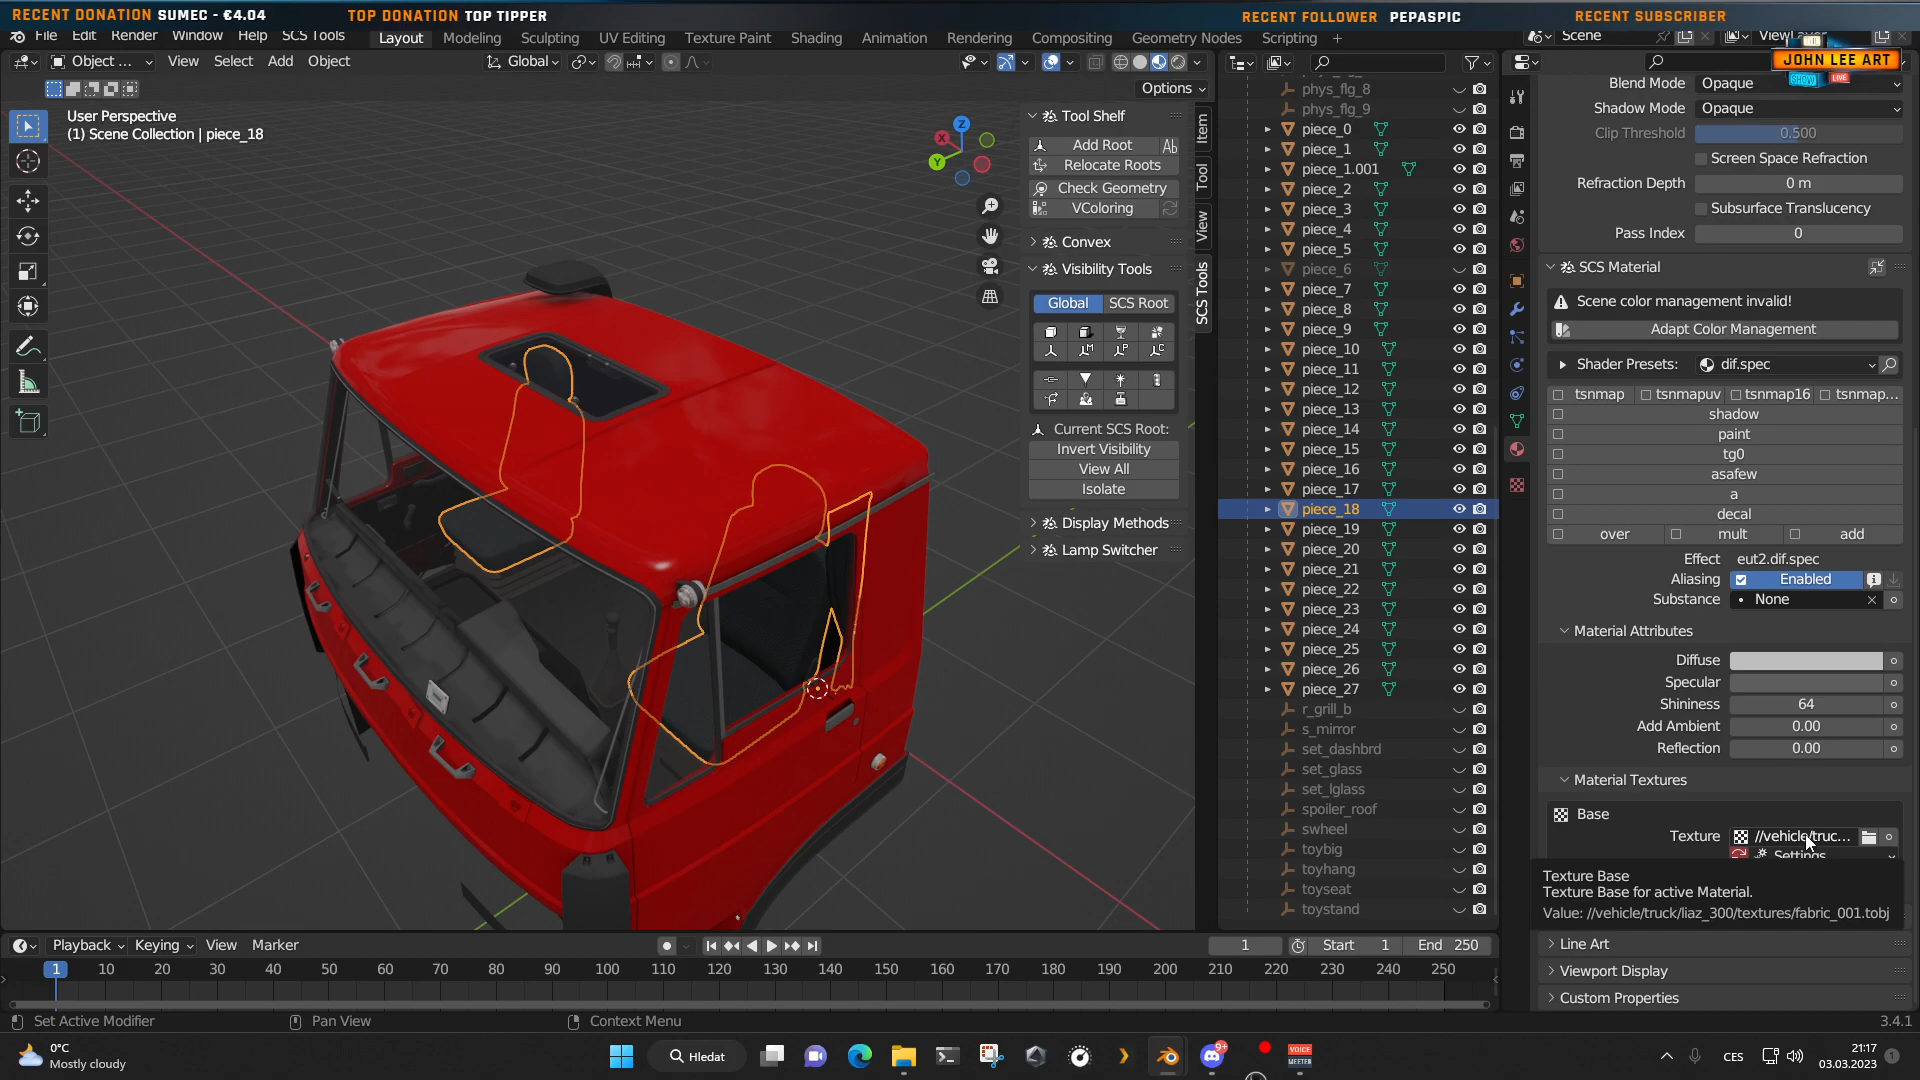 RECENT DONATION SUMEC - €4.04
TOP DONATION TOP TIPPER
RECENT FOLLOWER PEPASPIC
RECENT SUBSCRIBER
File Edit Render Window Help SCS Tools
Layout Modeling Sculpting UV Editing Texture Paint Shading Animation Rendering Compositing Geometry Nodes Scripting +
Scene
ViewLayer
JOHN LEE ART
SHOW LIVE
Object ... View Select Add Object
Global
Options
User Perspective
(1) Scene Collection | piece_18
Z
X
Y
Tool Shelf
Add Root Ab
Relocate Roots
Check Geometry
VColoring
Convex
Visibility Tools
Global SCS Root
Current SCS Root:
Invert Visibility
View All
Isolate
Display Methods
Lamp Switcher
Item
Tool
View
SCS Tools
phys_flg_8
phys_flg_9
piece_0
piece_1
piece_1.001
piece_2
piece_3
piece_4
piece_5
piece_6
piece_7
piece_8
piece_9
piece_10
piece_11
piece_12
piece_13
piece_14
piece_15
piece_16
piece_17
piece_18
piece_19
piece_20
piece_21
piece_22
piece_23
piece_24
piece_25
piece_26
piece_27
r_grill_b
s_mirror
set_dashbrd
set_glass
set_lglass
spoiler_roof
swheel
toybig
toyhang
toyseat
toystand
Blend Mode Opaque
Shadow Mode Opaque
Clip Threshold 0.500
Screen Space Refraction
Refraction Depth 0 m
Subsurface Translucency
Pass Index 0
SCS Material
Scene color management invalid!
Adapt Color Management
Shader Presets: dif.spec
tsnmap tsnmapuv tsnmap16 tsnmap...
shadow
paint
tg0
asafew
a
decal
over mult add
Effect eut2.dif.spec
Aliasing Enabled
Substance None
Material Attributes
Diffuse
Specular
Shininess 64
Add Ambient 0.00
Reflection 0.00
Material Textures
Base
Texture //vehicle/truc...
Settings
Texture Base
Texture Base for active Material.
Value: //vehicle/truck/liaz_300/textures/fabric_001.tobj
Line Art
Viewport Display
Custom Properties
Playback Keying View Marker
1 Start 1 End 250
1 10 20 30 40 50 60 70 80 90 100 110 120 130 140 150 160 170 180 190 200 210 220 230 240 250
Set Active Modifier Pan View Context Menu 3.4.1
0°C
Mostly cloudy
Hledat
9+
VOICE
MEETER
CES
21:17
03.03.2023
1